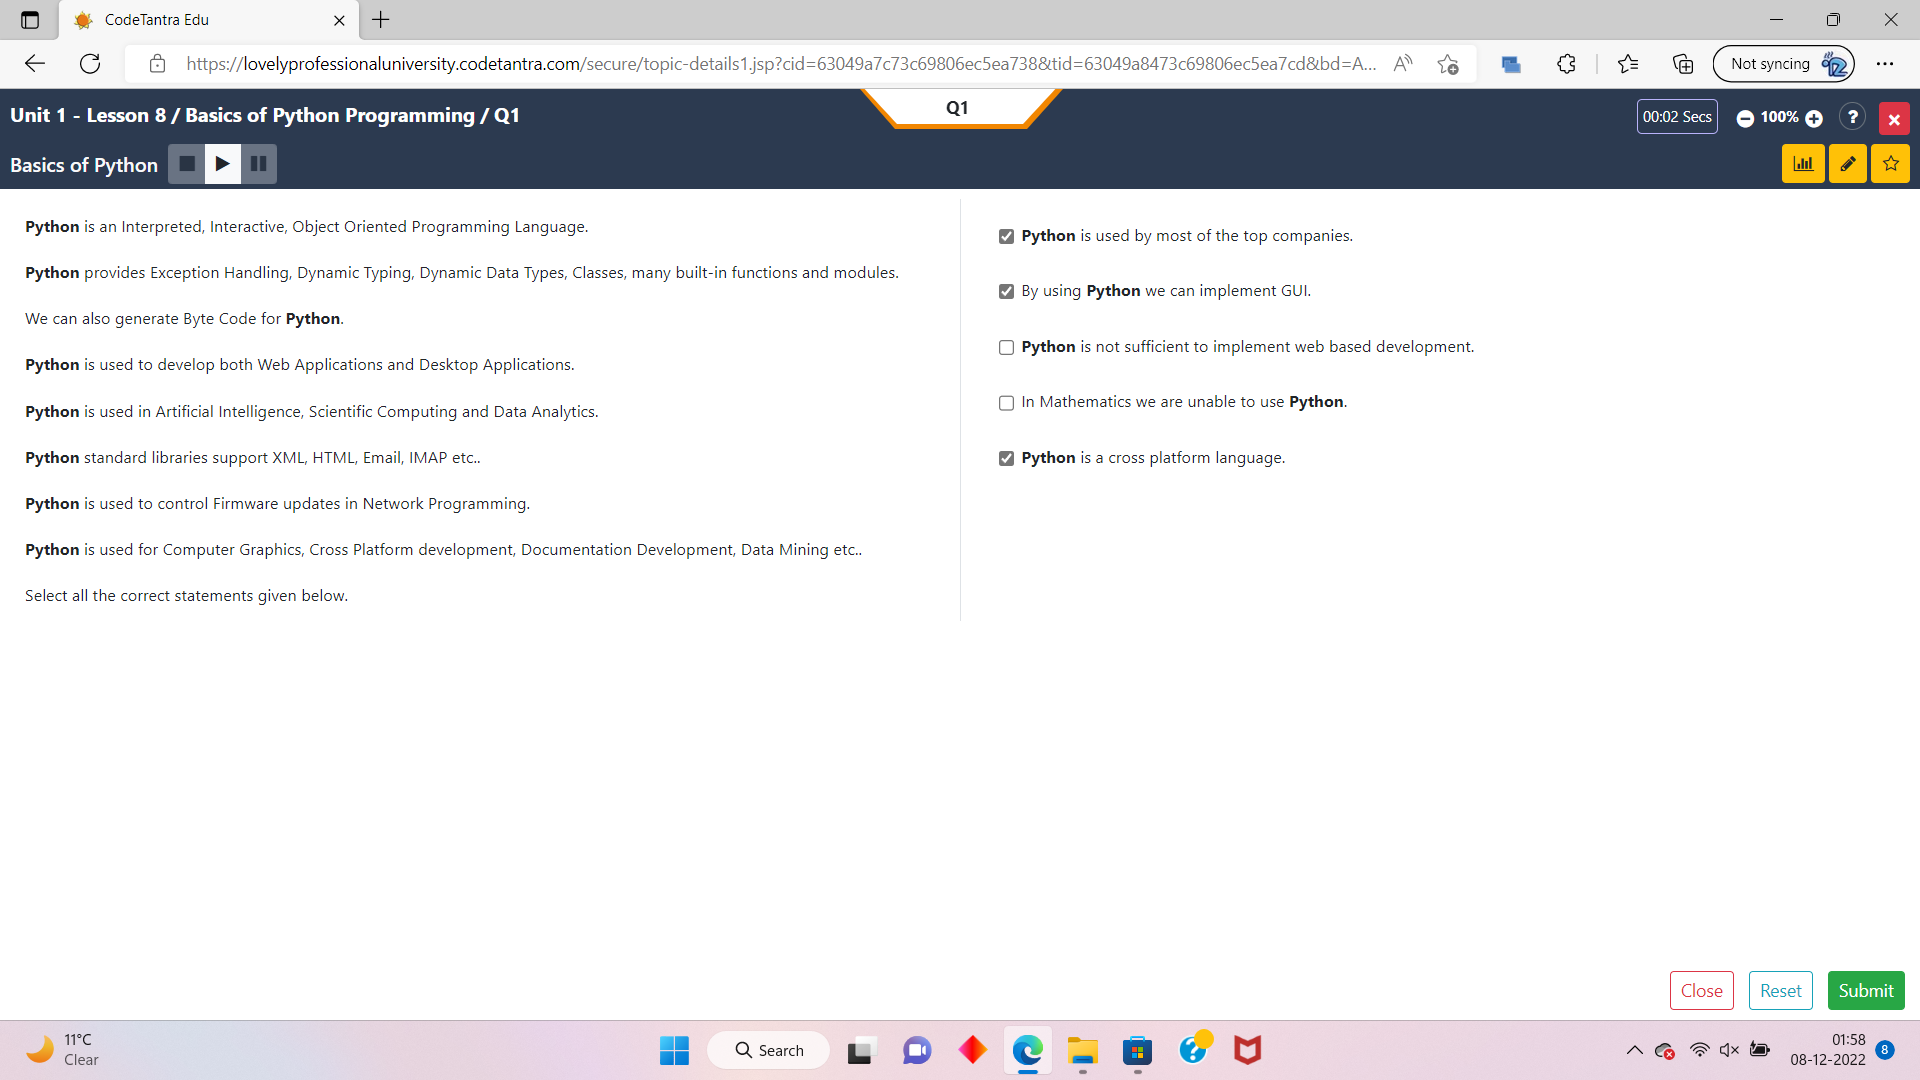 CodeTantra Edu
https://lovelyprofessionaluniversity.codetantra.com/secure/topic-details1.jsp?cid=63049a7c73c69806ec5ea738&tid=63049a8473c69806ec5ea7cd&bd=A...
Not syncing
Unit 1 - Lesson 8 / Basics of Python Programming / Q1
Q1
00:02 Secs
100%
?
Basics of Python
Python is an Interpreted, Interactive, Object Oriented Programming Language.
Python provides Exception Handling, Dynamic Typing, Dynamic Data Types, Classes, many built-in functions and modules.
We can also generate Byte Code for Python.
Python is used to develop both Web Applications and Desktop Applications.
Python is used in Artificial Intelligence, Scientific Computing and Data Analytics.
Python standard libraries support XML, HTML, Email, IMAP etc..
Python is used to control Firmware updates in Network Programming.
Python is used for Computer Graphics, Cross Platform development, Documentation Development, Data Mining etc..
Select all the correct statements given below.
Python is used by most of the top companies.
By using Python we can implement GUI.
Python is not sufficient to implement web based development.
In Mathematics we are unable to use Python.
Python is a cross platform language.
Close
Reset
Submit
11°C
Clear
Search
01:58
08-12-2022
8